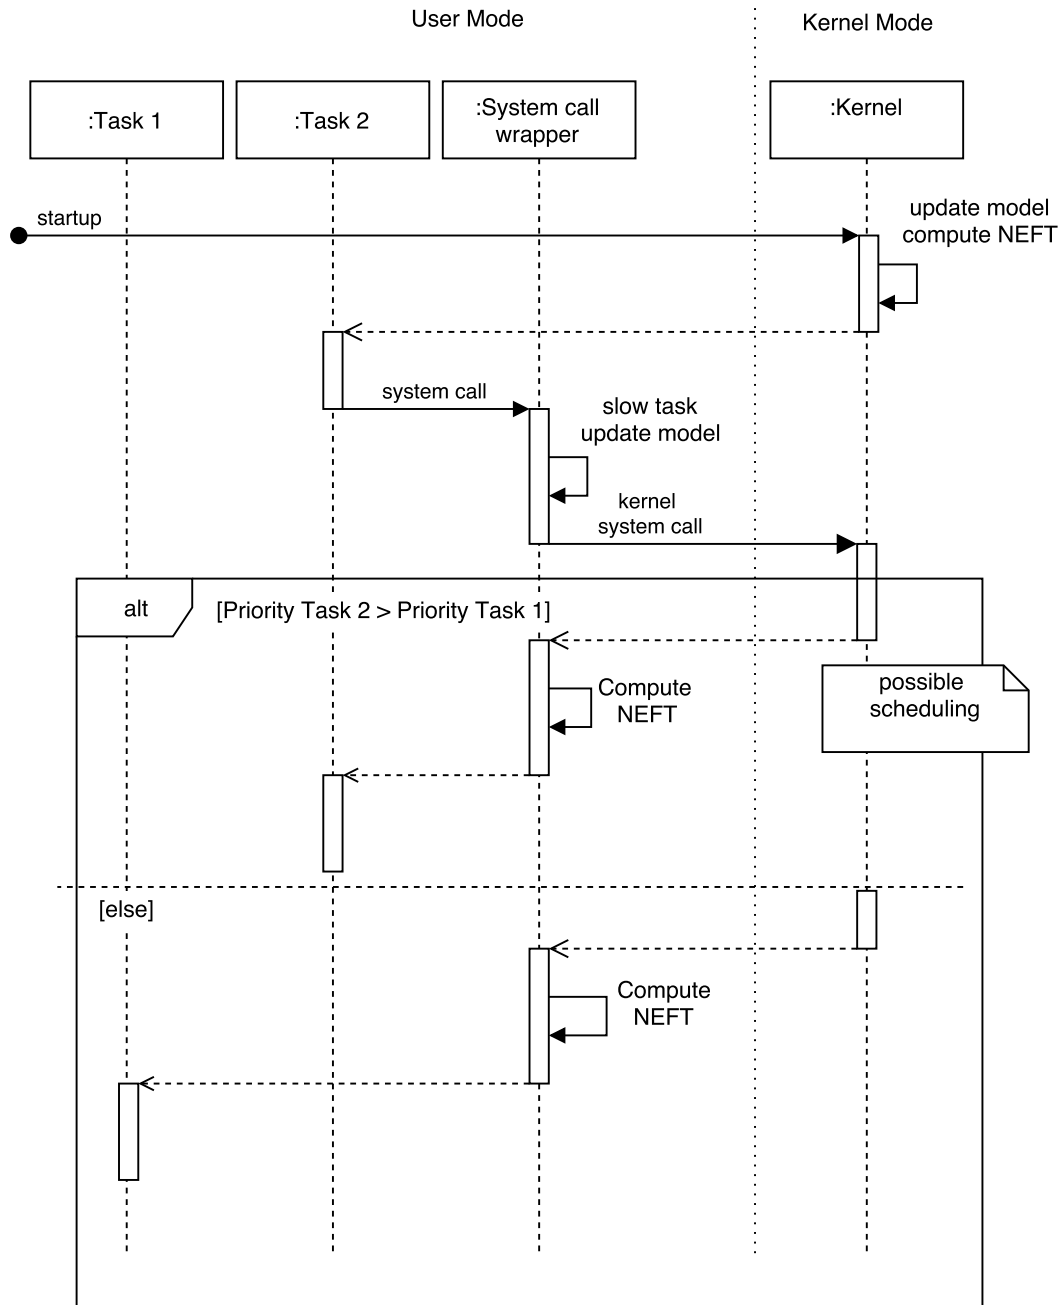 User Mode
Kernel Mode
:Task 1
:Task 2
:System call
wrapper
:Kernel
startup
update model
compute NEFT
system call
slow task
update model
kernel
system call
alt
[Priority Task 2 > Priority Task 1]
Compute
NEFT
possible
scheduling
[else]
Compute
NEFT